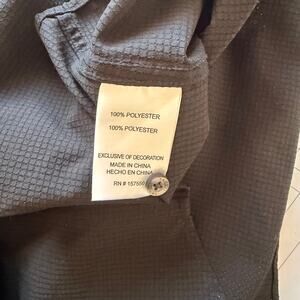 100% POLYESTER
100% POLYESTER
EXCLUSIVE OF DECORATION
MADE IN CHINA
HECHO EN CHINA
RN #